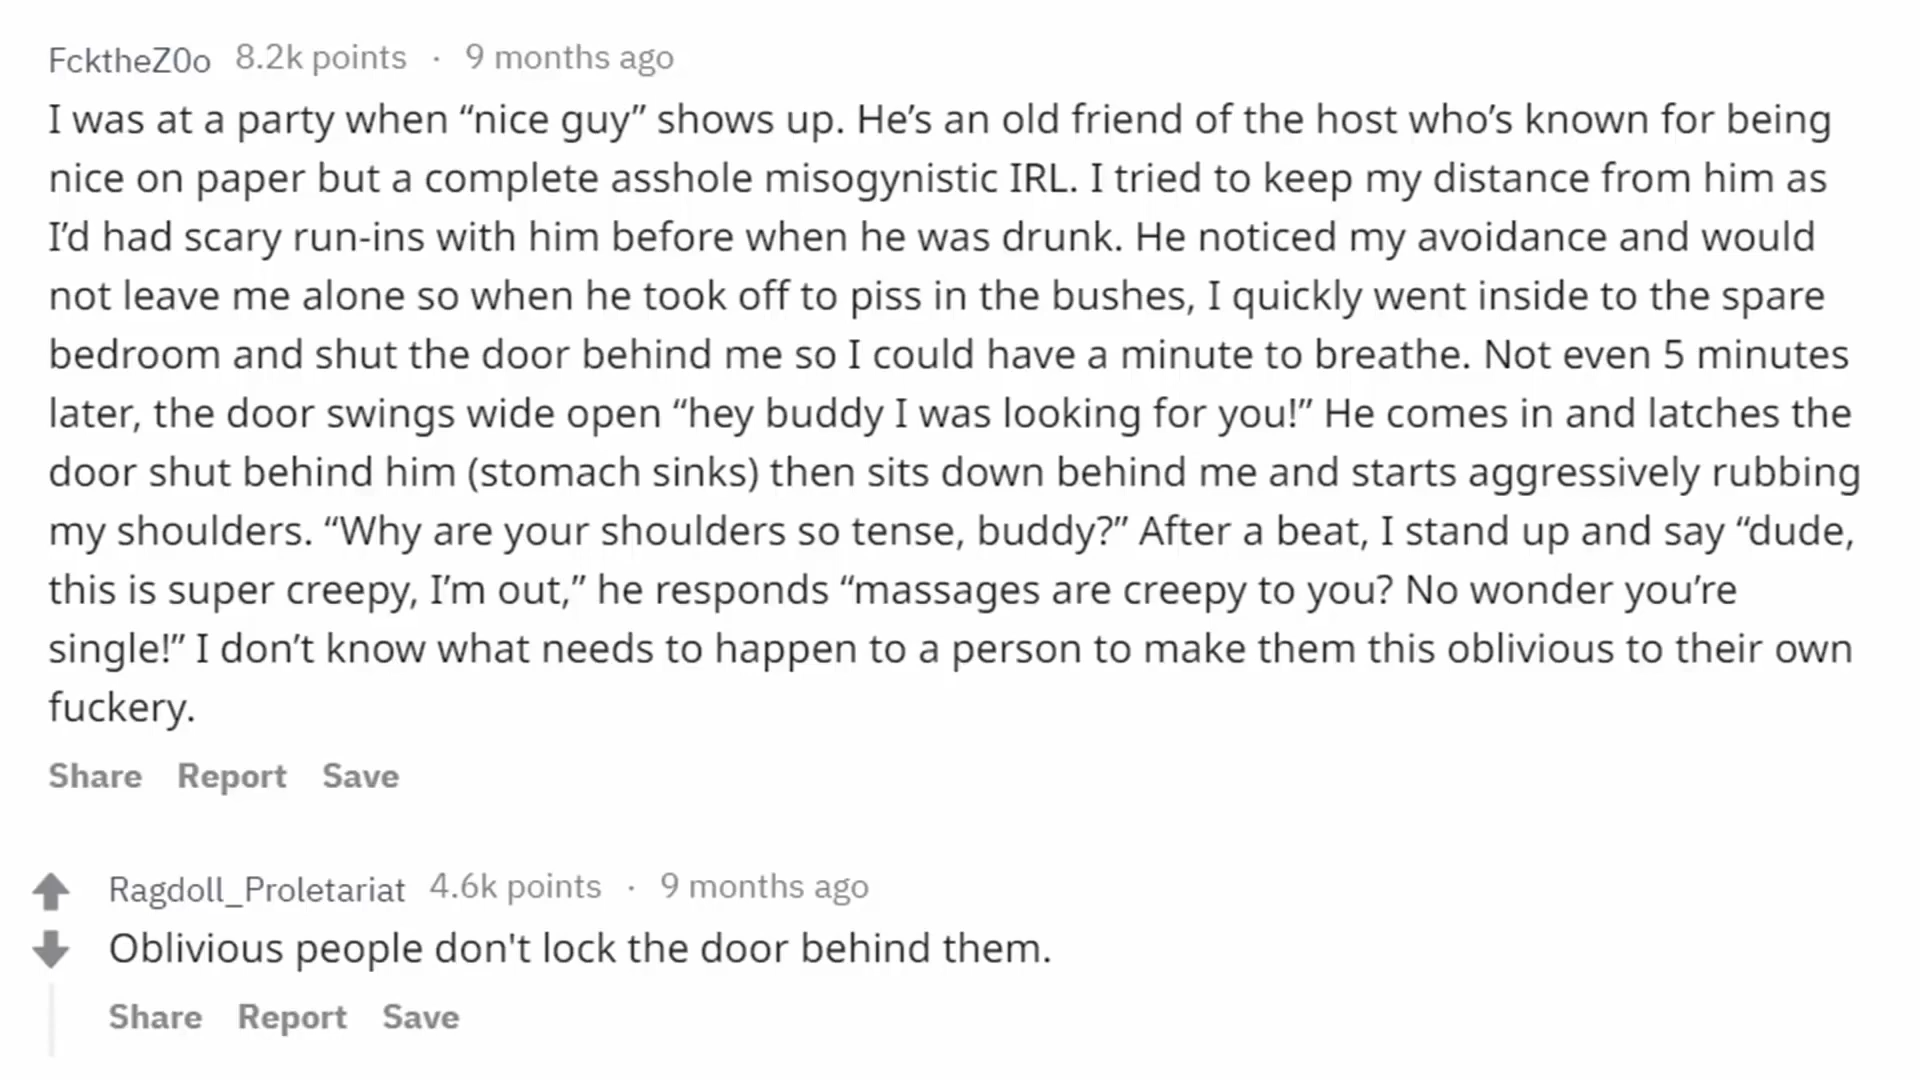 FcktheZ0o 8.2k points · 9 months ago
I was at a party when “nice guy” shows up. He’s an old friend of the host who’s known for being
nice on paper but a complete asshole misogynistic IRL. I tried to keep my distance from him as
I’d had scary run-ins with him before when he was drunk. He noticed my avoidance and would
not leave me alone so when he took off to piss in the bushes, I quickly went inside to the spare
bedroom and shut the door behind me so I could have a minute to breathe. Not even 5 minutes
later, the door swings wide open “hey buddy I was looking for you!” He comes in and latches the
door shut behind him (stomach sinks) then sits down behind me and starts aggressively rubbing
my shoulders. “Why are your shoulders so tense, buddy?” After a beat, I stand up and say “dude,
this is super creepy, I’m out,” he responds “massages are creepy to you? No wonder you’re
single!” I don’t know what needs to happen to a person to make them this oblivious to their own
fuckery.
Share Report Save
Ragdoll_Proletariat 4.6k points · 9 months ago
Oblivious people don't lock the door behind them.
Share Report Save